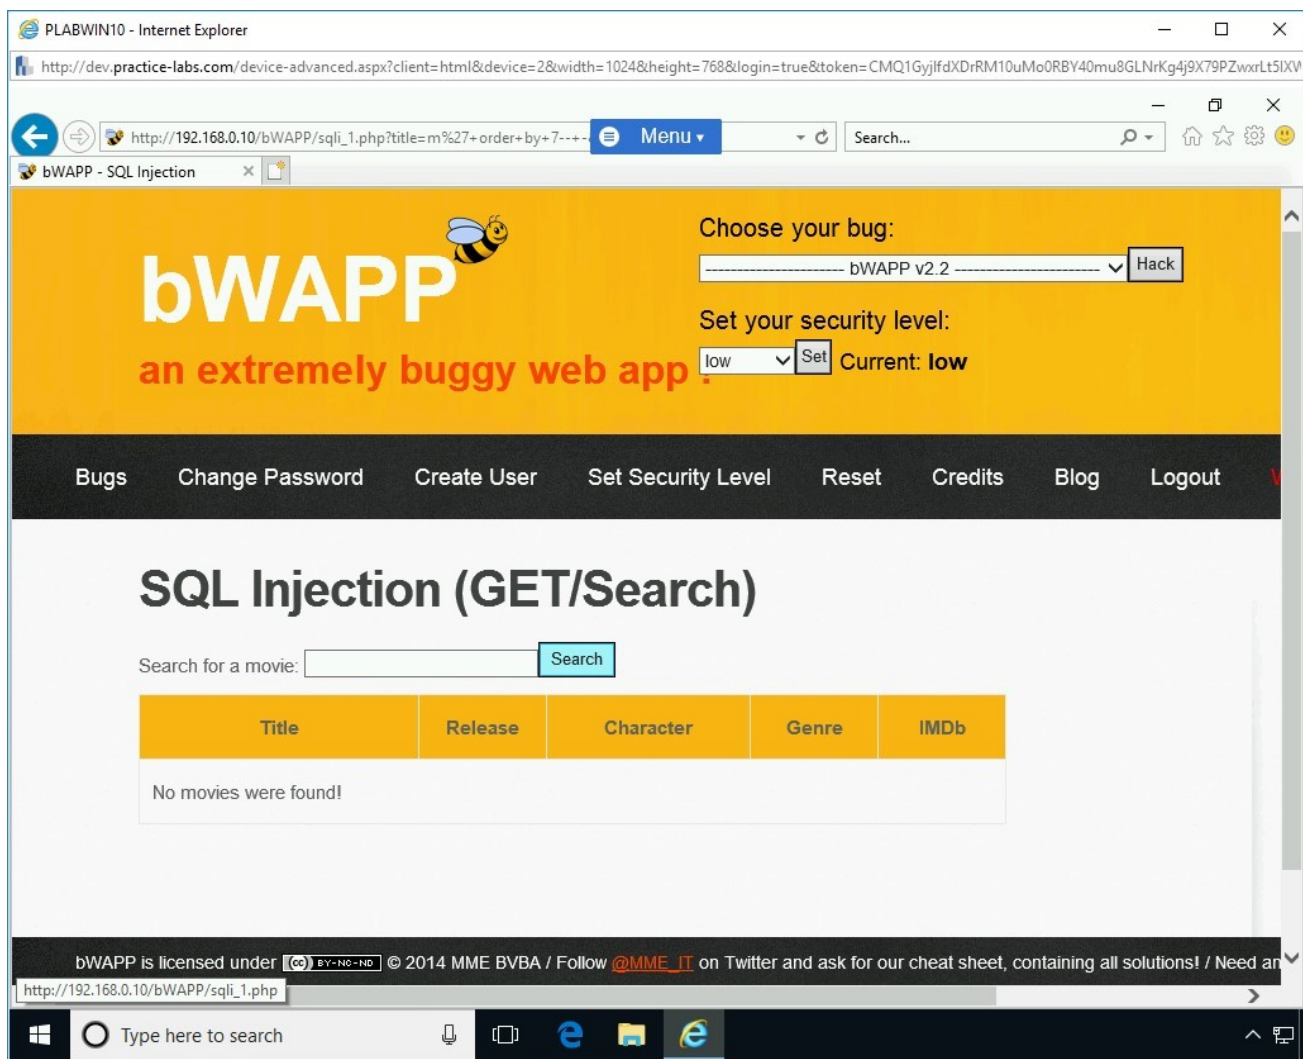 PLABWIN10 - Internet Explorer
http://dev.practice-labs.com/device-advanced.aspx?client=html&device=2&width=1024&height=768&login=true&token=CMQ1GyjlfdXDrRM10uMo0RBY40mu8GLNrKg4j9X79PZwxrLt5IXV
http://192.168.0.10/bWAPP/sqli_1.php?title=m%27+order+by+7--+-
Menu
Search...
bWAPP - SQL Injection
Choose your bug:
bWAPP
---------------------- bWAPP v2.2 -----------------------
Hack
Set your security level:
an extremely buggy web app !
low
Set
Current: low
Bugs Change Password Create User Set Security Level Reset Credits Blog Logout
SQL Injection (GET/Search)
Search for a movie:
Search
Title Release Character Genre IMDb
No movies were found!
bWAPP is licensed under (cc) BY-NC-ND © 2014 MME BVBA / Follow @MME_IT on Twitter and ask for our cheat sheet, containing all solutions! / Need an
http://192.168.0.10/bWAPP/sqli_1.php
Type here to search